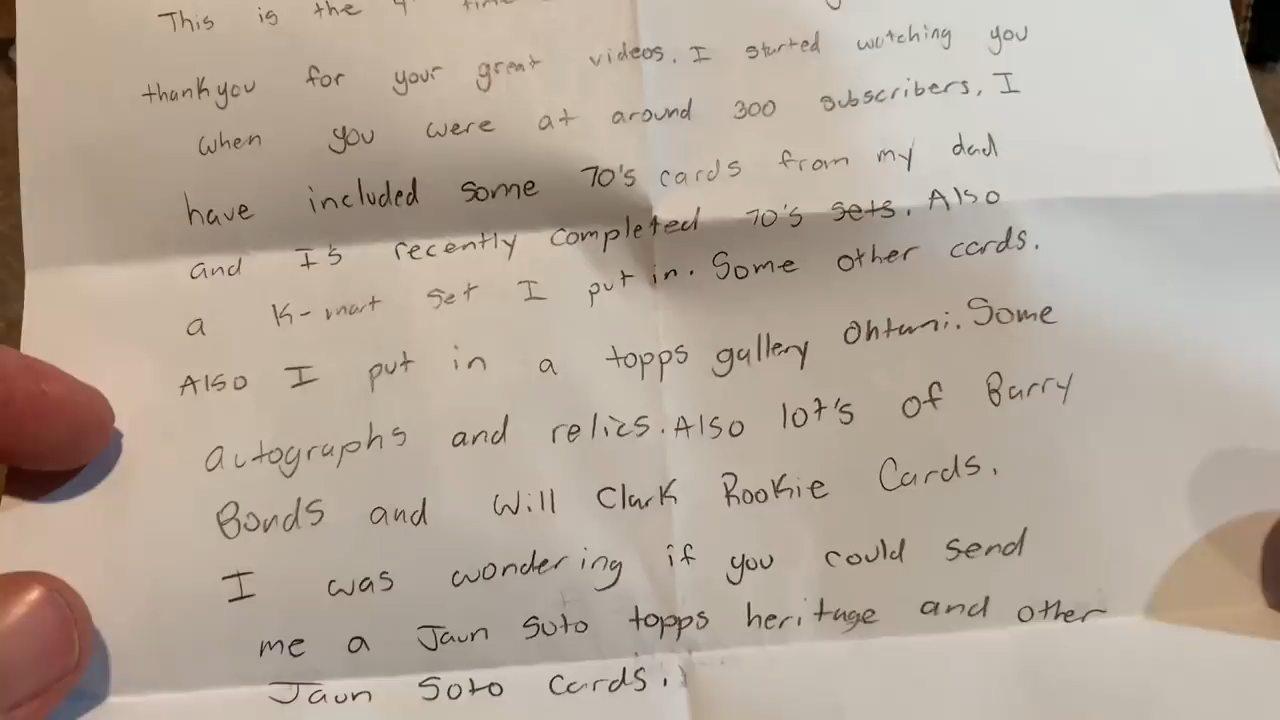 This is the 4 time
thankyou for your great videos. I started watching you
when you were at around 300 subscribers. I
have included some 70's cards from my dad
and I's recently completed 70's sets. Also
a K-mart set I put in. Some other cards.
Also I put in a topps gallery Ohtani. Some
autographs and relics. Also lot's of Barry
Bonds and Will Clark Rookie Cards.
I was wondering if you could send
me a Jaun Suto topps heritage and other
Jaun Soto Cards.